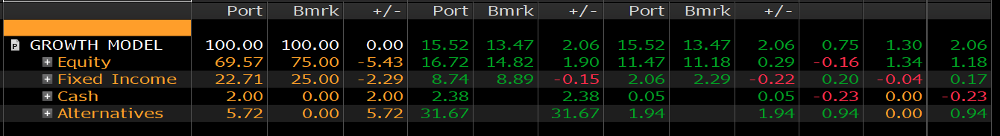 Port Bmrk +/- Port Bmrk +/- Port Bmrk +/-
P GROWTH MODEL 100.00 100.00 0.00 15.52 13.47 2.06 15.52 13.47 2.06 0.75 1.30 2.06
+ Equity 69.57 75.00 -5.43 16.72 14.82 1.90 11.47 11.18 0.29 -0.16 1.34 1.18
+ Fixed Income 22.71 25.00 -2.29 8.74 8.89 -0.15 2.06 2.29 -0.22 0.20 -0.04 0.17
+ Cash 2.00 0.00 2.00 2.38 2.38 0.05 0.05 -0.23 0.00 -0.23
+ Alternatives 5.72 0.00 5.72 31.67 31.67 1.94 1.94 0.94 0.00 0.94